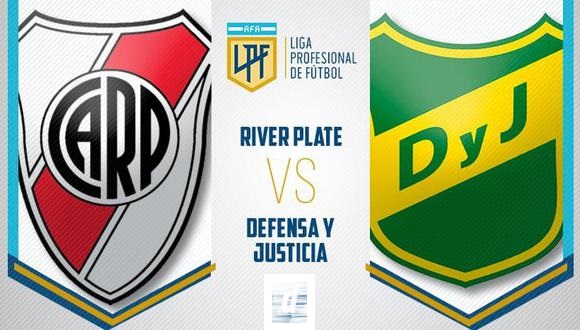 CARP
AFA
LPF
LIGA
PROFESIONAL
DE FÚTBOL
RIVER PLATE
VS
DEFENSA Y
JUSTICIA
D y J